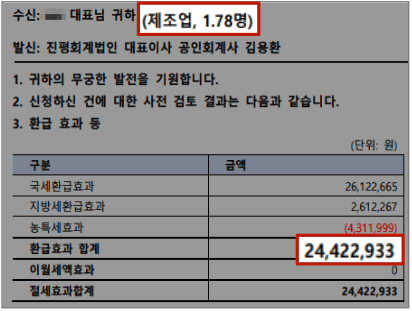 수신: 대표님 귀하 (제조업, 1.78명)
발신: 진평회계법인 대표이사 공인회계사 김용환
1. 귀하의 무궁한 발전을 기원합니다.
2. 신청하신 건에 대한 사전 검토 결과는 다음과 같습니다.
3. 환급 효과 등
(단위: 원)
구분 금액
국세환급효과 26,122,665
지방세환급효과 2,612,267
농특세효과 (4,311,999)
환급효과 합계 24,422,933
이월세액효과 0
절세효과합계 24,422,933